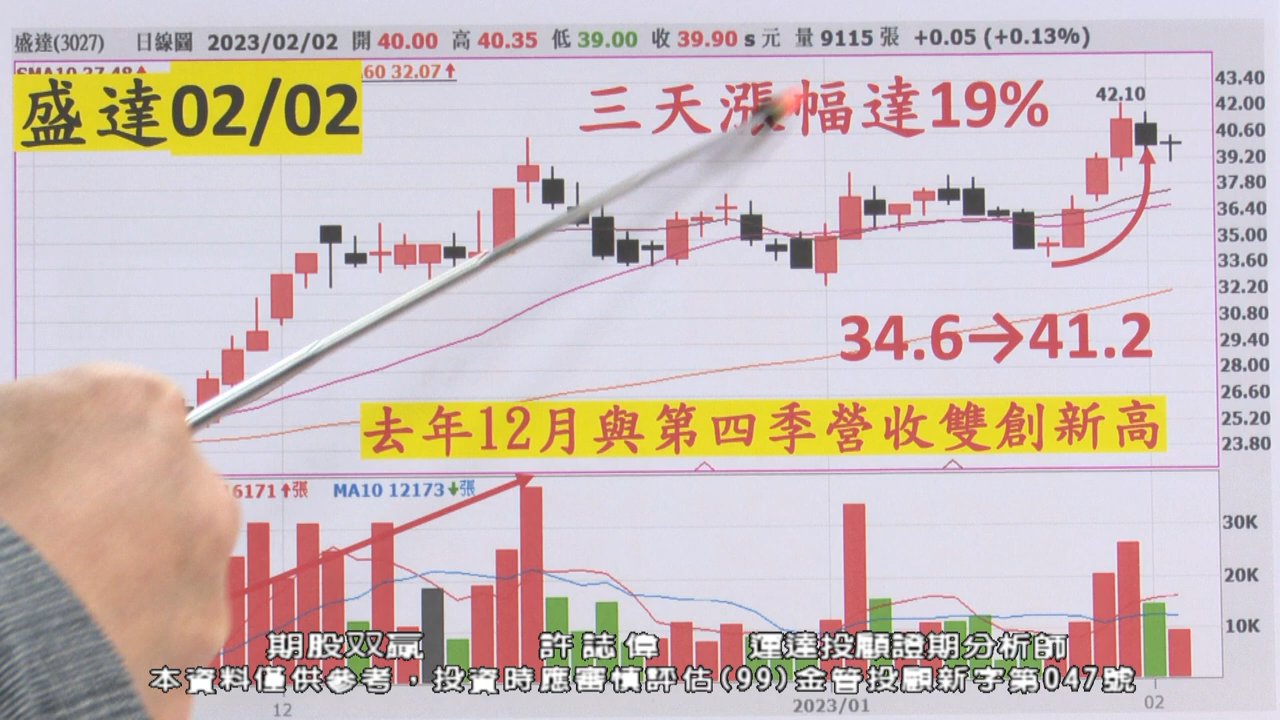 盛達(3027) 日線圖 2023/02/02 開 40.00 高 40.35 低 39.00 收 39.90 s 元 量 9115 張 +0.05 (+0.13%)
60 32.07↑
盛達02/02
三天漲幅達19%
42.10
43.40
42.00
40.60
39.20
37.80
36.40
35.00
33.60
32.20
30.80
29.40
28.00
26.60
25.20
23.80
34.6→41.2
去年12月與第四季營收雙創新高
6171↑張 MA10 12173↓張
30K
20K
10K
期股双贏 許誌偉 運達投顧證期分析師
本資料僅供參考，投資時應審慎評估(99)金管投顧新字第047號
12 2023/01 02